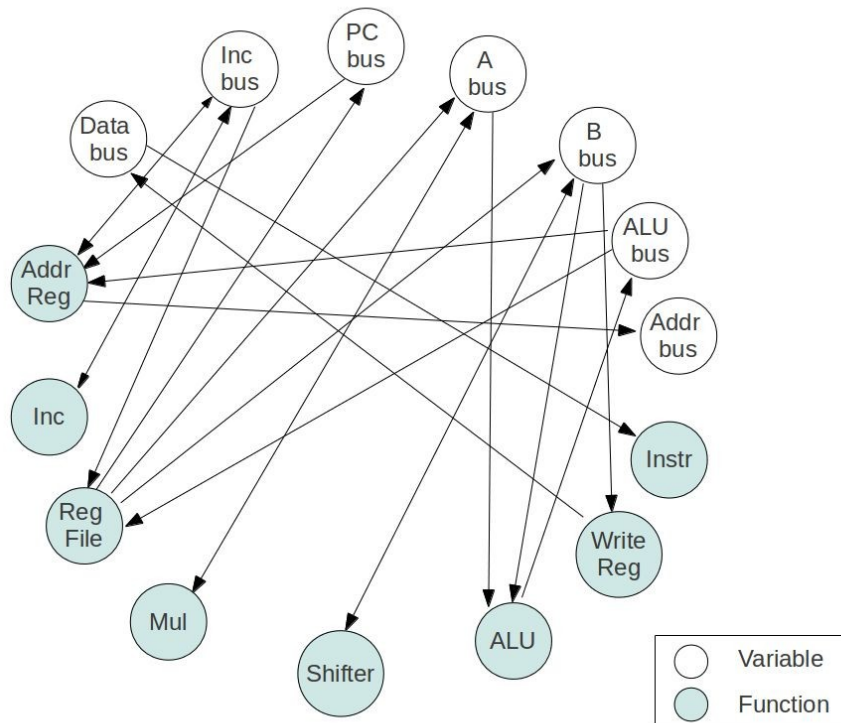 PC
bus
Inc
bus
A
bus
Data
bus
B
bus
ALU
bus
Addr
Reg
Addr
bus
Inc
Instr
Reg
File
Write
Reg
Mul
ALU
Shifter
Variable
Function